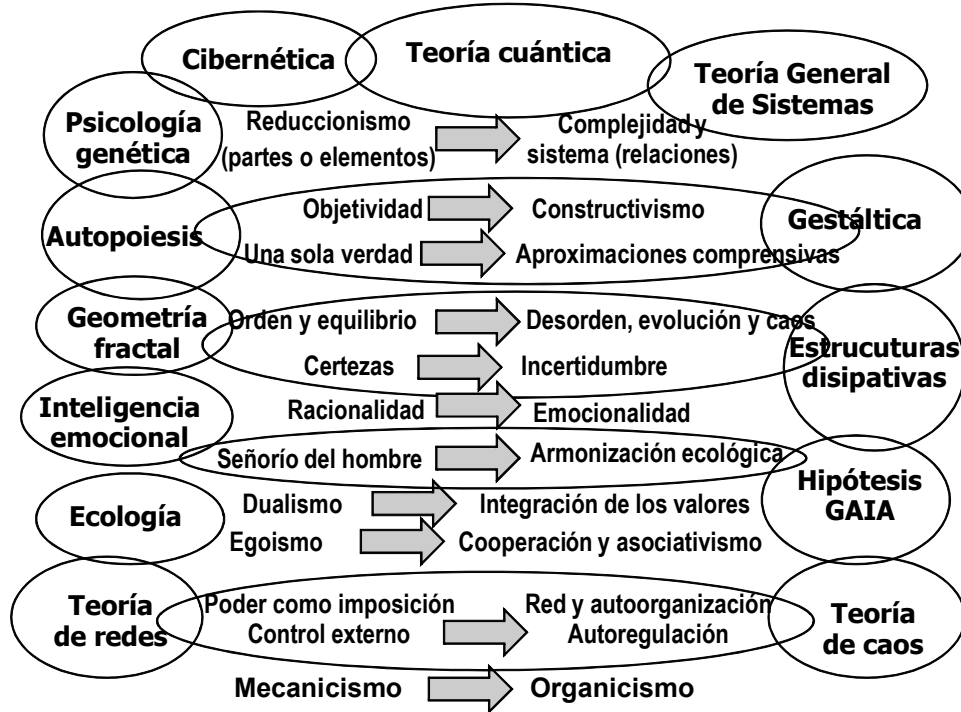 Cibernética
Teoría cuántica
Teoría General
de Sistemas
Psicología
genética
Reduccionismo
(partes o elementos)
Complejidad y
sistema (relaciones)
Autopoiesis
Objetividad
Constructivismo
Gestáltica
Una sola verdad
Aproximaciones comprensivas
Geometría
fractal
Orden y equilibrio
Desorden, evolución y caos
Estrucuturas
disipativas
Certezas
Incertidumbre
Inteligencia
emocional
Racionalidad
Emocionalidad
Señorío del hombre
Armonización ecológica
Hipótesis
GAIA
Ecología
Dualismo
Integración de los valores
Egoismo
Cooperación y asociativismo
Teoría
de redes
Poder como imposición
Control externo
Red y autoorganización
Autoregulación
Teoría
de caos
Mecanicismo
Organicismo